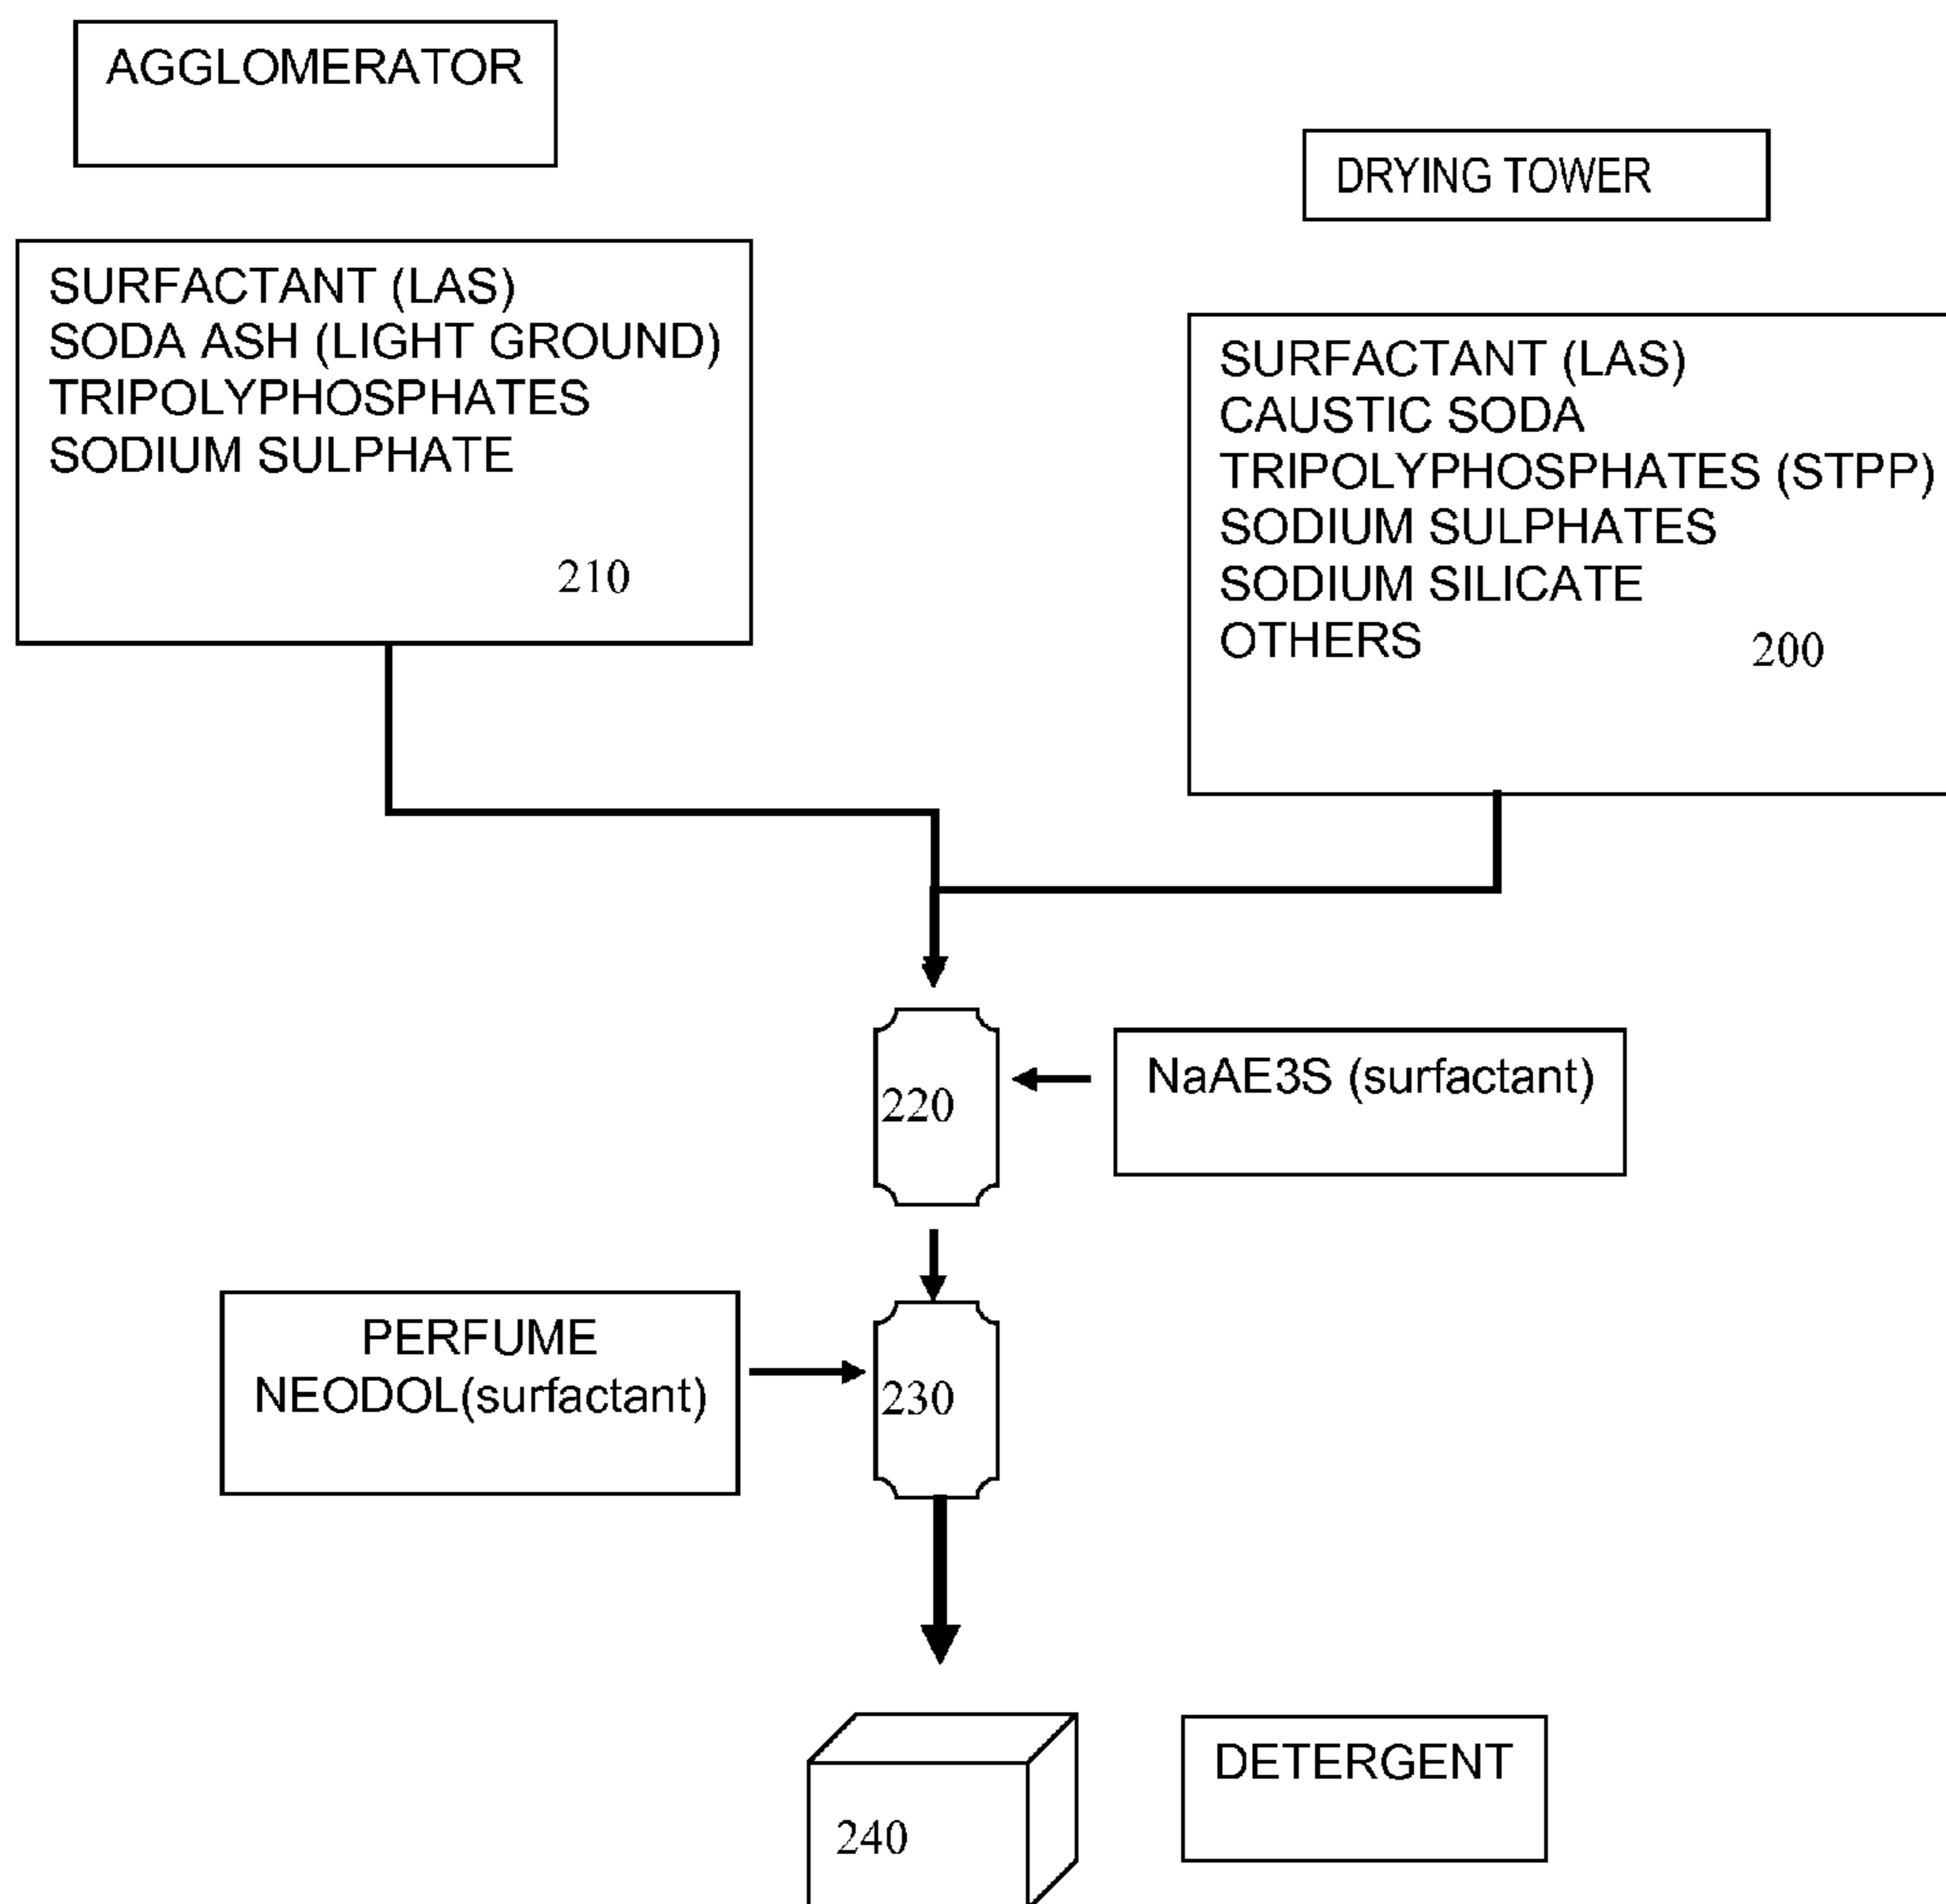 AGGLOMERATOR
DRYING TOWER
SURFACTANT (LAS)
SODA ASH (LIGHT GROUND)
TRIPOLYPHOSPHATES
SODIUM SULPHATE
210
SURFACTANT (LAS)
CAUSTIC SODA
TRIPOLYPHOSPHATES (STPP)
SODIUM SULPHATES
SODIUM SILICATE
OTHERS
200
220
NaAE3S (surfactant)
PERFUME
NEODOL(surfactant)
230
DETERGENT
240